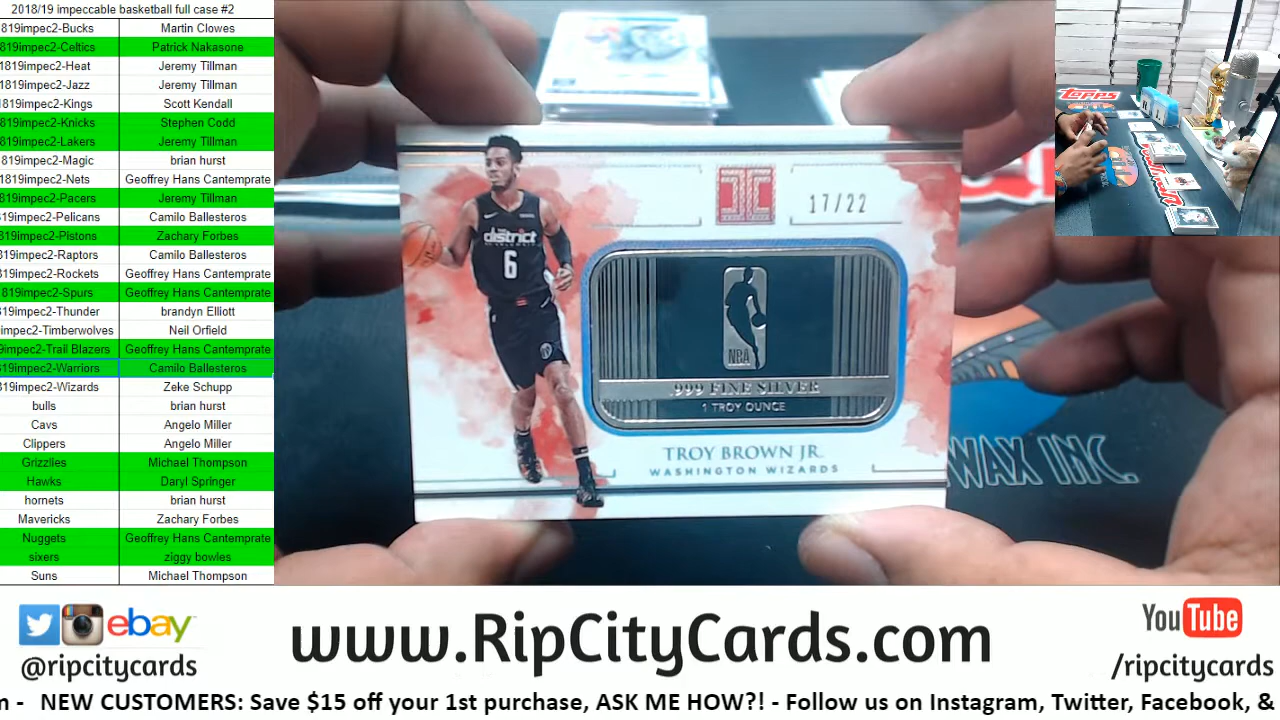 2018/19 impeccable basketball full case #2
819impec2-Bucks Martin Clowes
819impec2-Celtics Patrick Nakasone
1819impec2-Heat Jeremy Tillman
1819impec2-Jazz Jeremy Tillman
819impec2-Kings Scott Kendall
819impec2-Knicks Stephen Codd
819impec2-Lakers Jeremy Tillman
819impec2-Magic brian hurst
1819impec2-Nets Geoffrey Hans Cantemprate
819impec2-Pacers Jeremy Tillman
819impec2-Pelicans Camilo Ballesteros
819impec2-Pistons Zachary Forbes
819impec2-Raptors Camilo Ballesteros
819impec2-Rockets Geoffrey Hans Cantemprate
819impec2-Spurs Geoffrey Hans Cantemprate
819impec2-Thunder brandyn Elliott
impec2-Timberwolves Neil Orfield
9impec2-Trail Blazers Geoffrey Hans Cantemprate
819impec2-Warriors Camilo Ballesteros
819impec2-Wizards Zeke Schupp
bulls brian hurst
Cavs Angelo Miller
Clippers Angelo Miller
Grizzlies Michael Thompson
Hawks Daryl Springer
hornets brian hurst
Mavericks Zachary Forbes
Nuggets Geoffrey Hans Cantemprate
sixers ziggy bowles
Suns Michael Thompson
17/22
district
6
NBA
.999 FINE SILVER
1 TROY OUNCE
TROY BROWN JR.
WASHINGTON WIZARDS
WAX INC.
Topps
ebay
@ripcitycards
www.RipCityCards.com
YouTube
/ripcitycards
n - NEW CUSTOMERS: Save $15 off your 1st purchase, ASK ME HOW?! - Follow us on Instagram, Twitter, Facebook, &